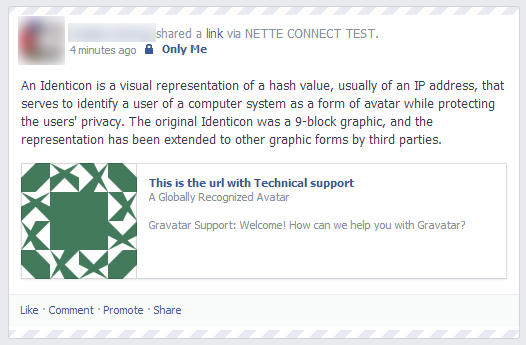 shared a link via NETTE CONNECT TEST.
4 minutes ago Only Me
An Identicon is a visual representation of a hash value, usually of an IP address, that
serves to identify a user of a computer system as a form of avatar while protecting
the users' privacy. The original Identicon was a 9-block graphic, and the
representation has been extended to other graphic forms by third parties.
This is the url with Technical support
A Globally Recognized Avatar
Gravatar Support: Welcome! How can we help you with Gravatar?
Like · Comment · Promote · Share